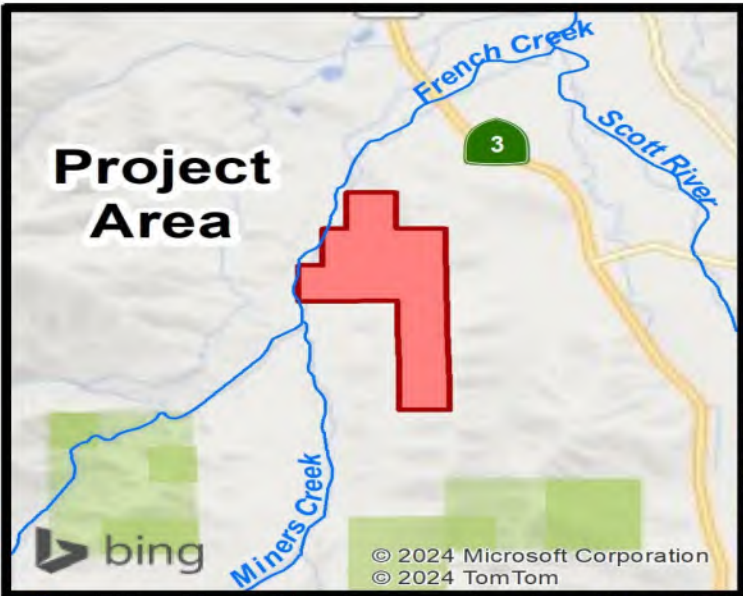 French Creek
3
Scott River
Project
Area
Miners Creek
bing
© 2024 Microsoft Corporation
© 2024 TomTom